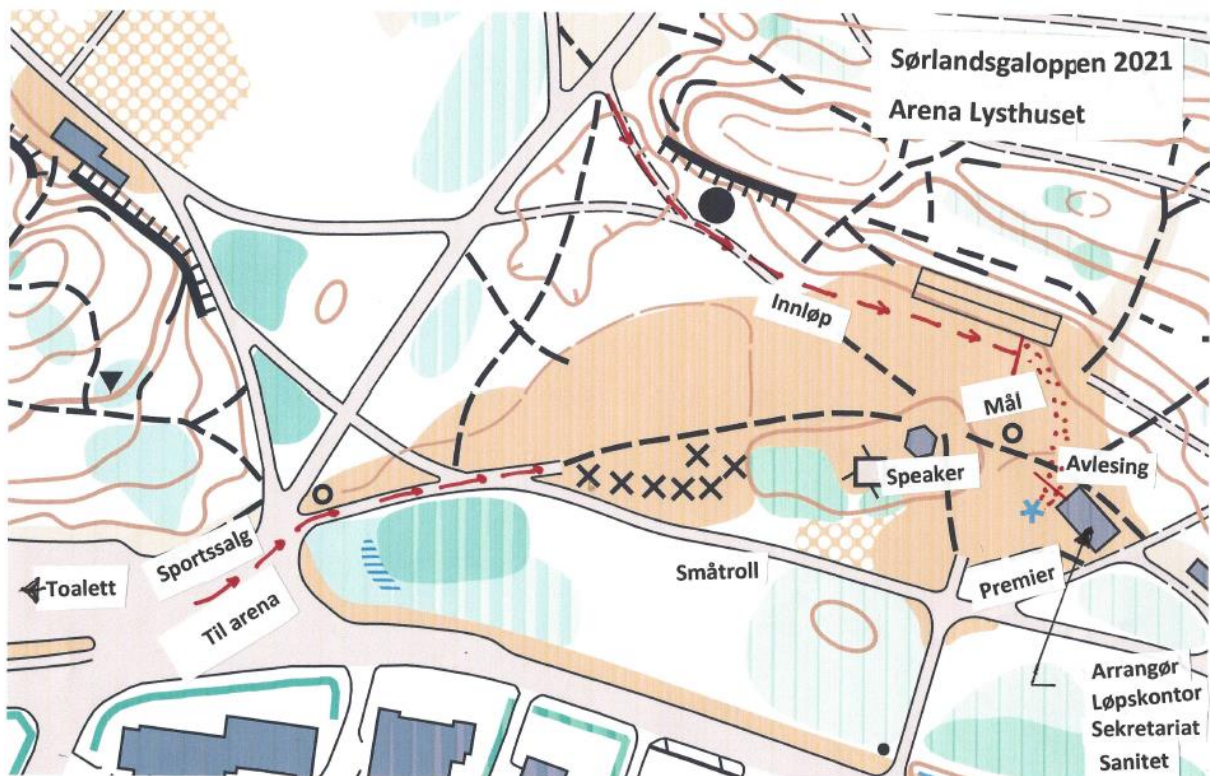 Sørlandsgaloppen 2021
Arena Lysthuset
Innløp
Mål
Speaker
Avlesing
Sportssalg
Toalett
Til arena
Småtroll
Premier
Arrangør
Løpskontor
Sekretariat
Sanitet